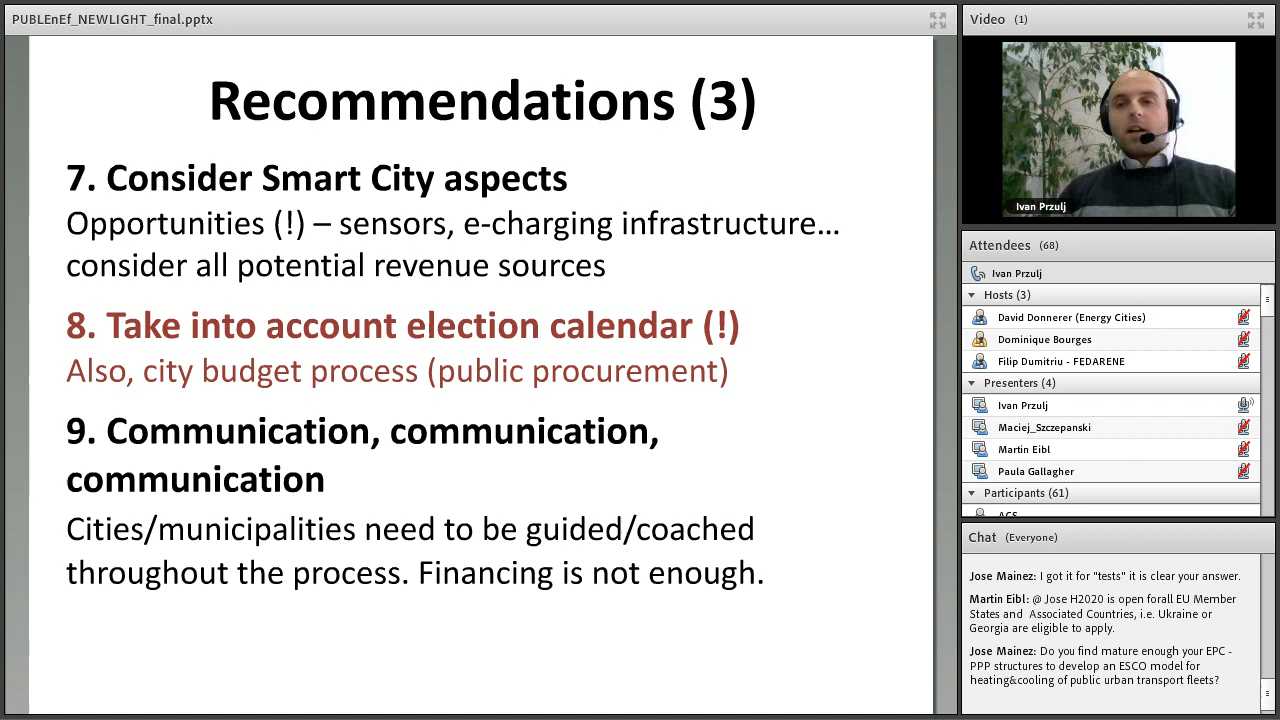 PUBLEnEf_NEWLIGHT_final.pptx
Recommendations (3)
7. Consider Smart City aspects
Opportunities (!) – sensors, e-charging infrastructure…
consider all potential revenue sources
8. Take into account election calendar (!)
Also, city budget process (public procurement)
9. Communication, communication,
communication
Cities/municipalities need to be guided/coached
throughout the process. Financing is not enough.
Video (1)
Ivan Przulj
Attendees (68)
Ivan Przulj
Hosts (3)
David Donnerer (Energy Cities)
Dominique Bourges
Filip Dumitriu - FEDARENE
Presenters (4)
Ivan Przulj
Maciej_Szczepanski
Martin Eibl
Paula Gallagher
Participants (61)
Chat (Everyone)
Jose Mainez: I got it for "tests" it is clear your answer.
Martin Eibl: @ Jose H2020 is open forall EU Member
States and Associated Countries, i.e. Ukraine or
Georgia are eligible to apply.
Jose Mainez: Do you find mature enough your EPC -
PPP structures to develop an ESCO model for
heating&cooling of public urban transport fleets?